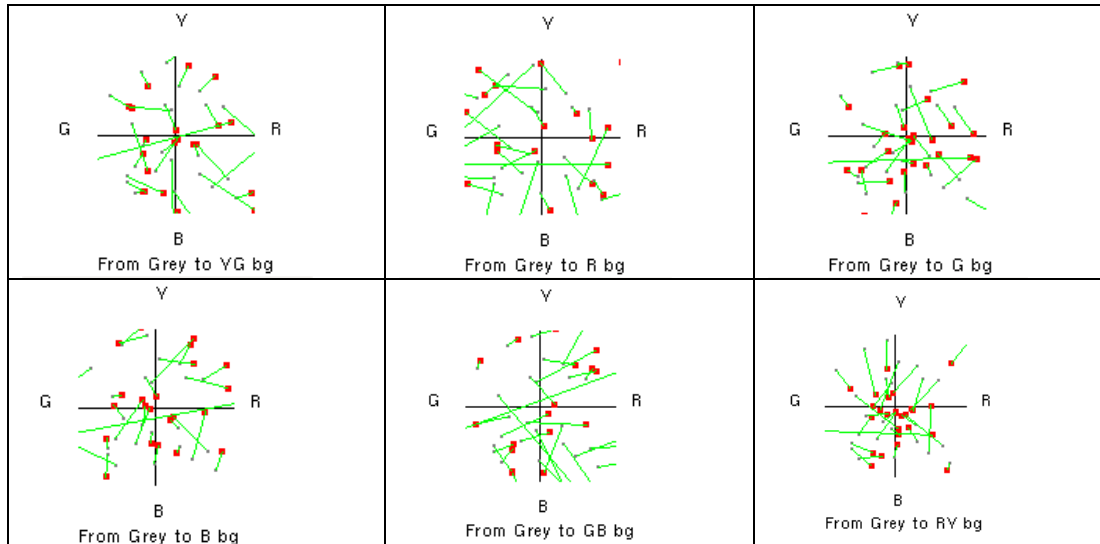 Y
G
R
B
From Grey to YG bg
Y
G
R
B
From Grey to R bg
Y
G
R
B
From Grey to G bg
Y
G
R
B
From Grey to B bg
Y
G
R
B
From Grey to GB bg
Y
G
R
B
From Grey to RY bg